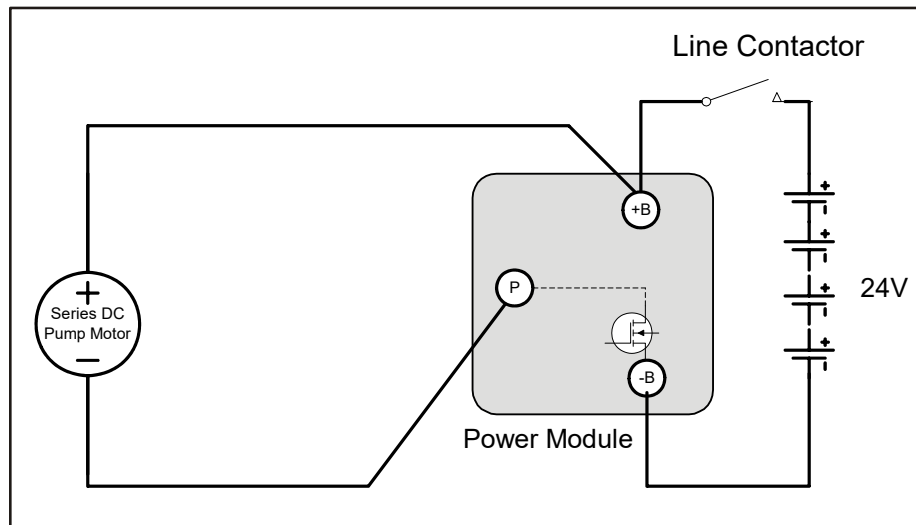 Line Contactor
+B
+
+
+
Series DC
Pump Motor
P
24V
+
+
-B
Power Module